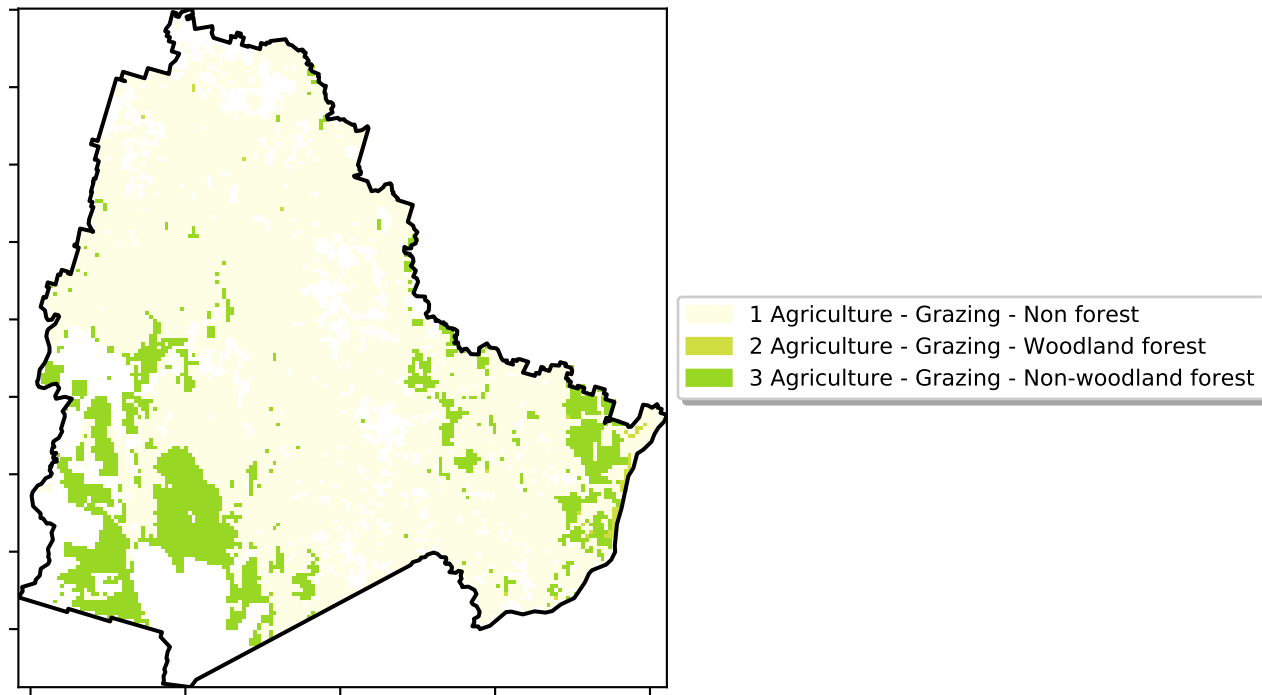 1 Agriculture - Grazing - Non forest
2 Agriculture - Grazing - Woodland forest
3 Agriculture - Grazing - Non-woodland forest